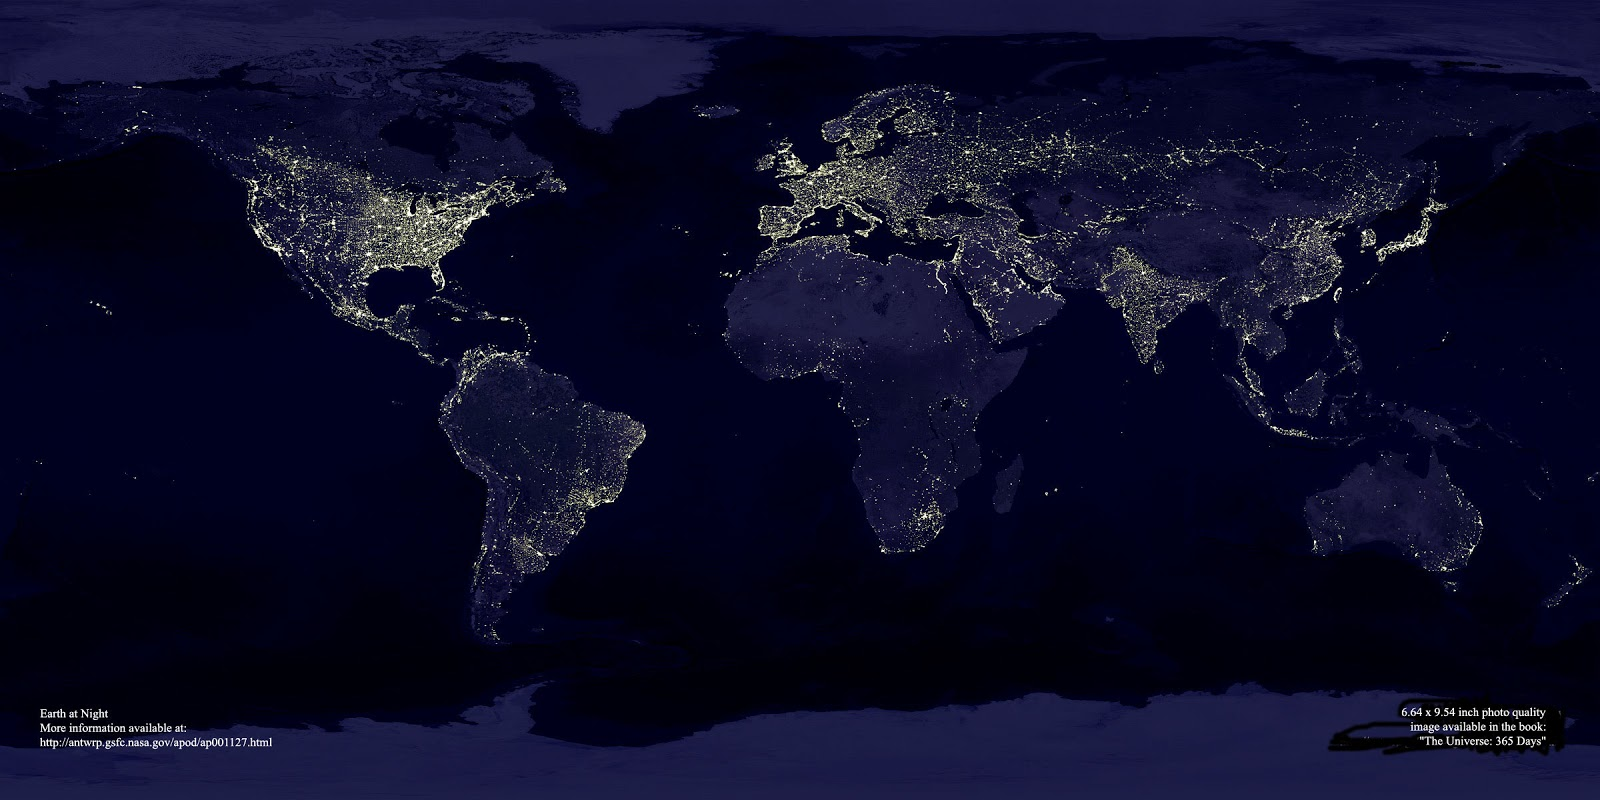 Earth at Night
More information available at:
http://antwrp.gsfc.nasa.gov/apod/ap001127.html
6.64 x 9.54 inch photo quality
image available in the book:
"The Universe: 365 Days"